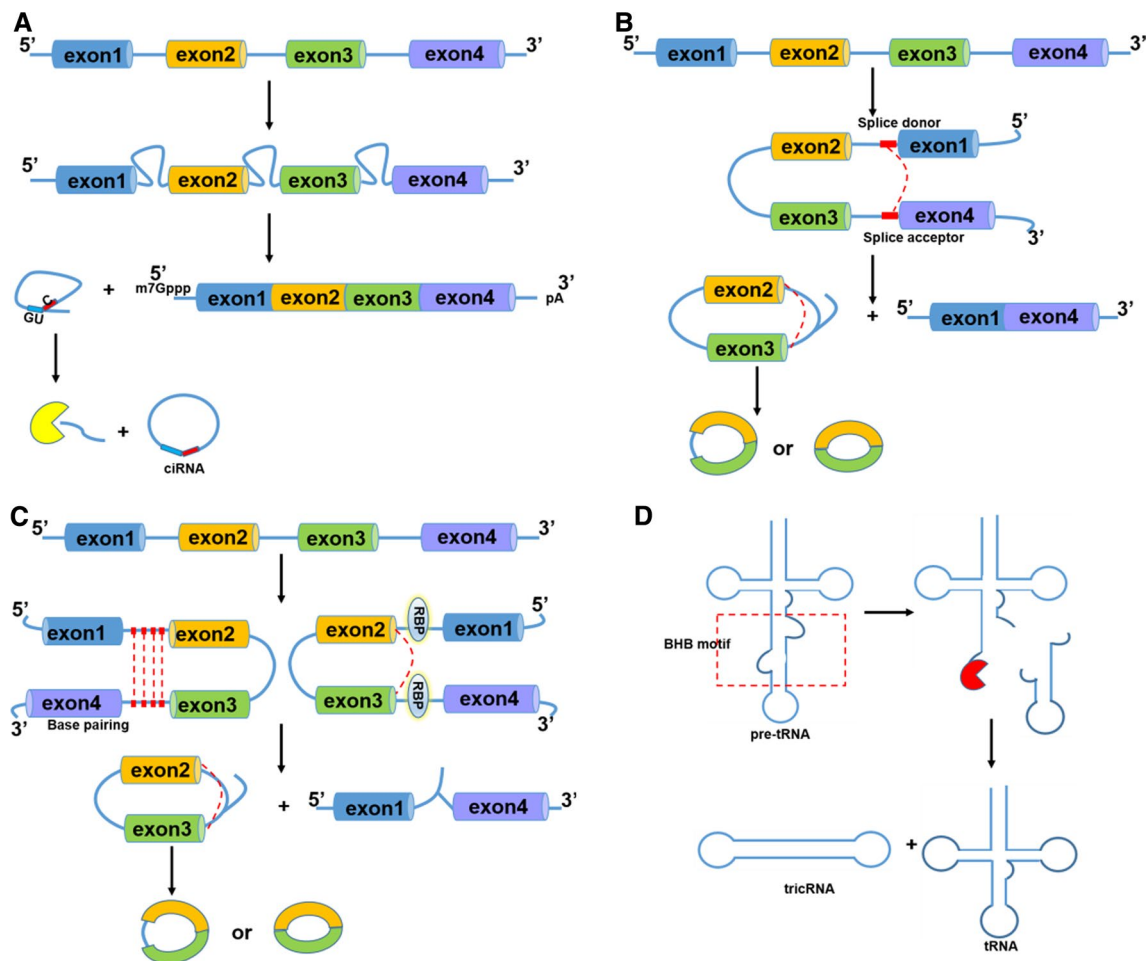 A
5’ exon1 exon2 exon3 exon4 3’
5’ exon1 exon2 exon3 exon4 3’
GU C + 5’ m7Gppp exon1 exon2 exon3 exon4 3’ pA
+ ciRNA
B
5’ exon1 exon2 exon3 exon4 3’
Splice donor
exon2 exon1 5’
exon3 exon4 3’
Splice acceptor
exon2
exon3
+ 5’ exon1 exon4 3’
or
C
5’ exon1 exon2 exon3 exon4 3’
5’ exon1 exon2
exon4 exon3
3’ Base pairing
exon2 RBP exon1 5’
exon3 RBP exon4 3’
exon2
exon3
+ 5’ exon1 exon4 3’
or
D
BHB motif
pre-tRNA
tricRNA
+
tRNA